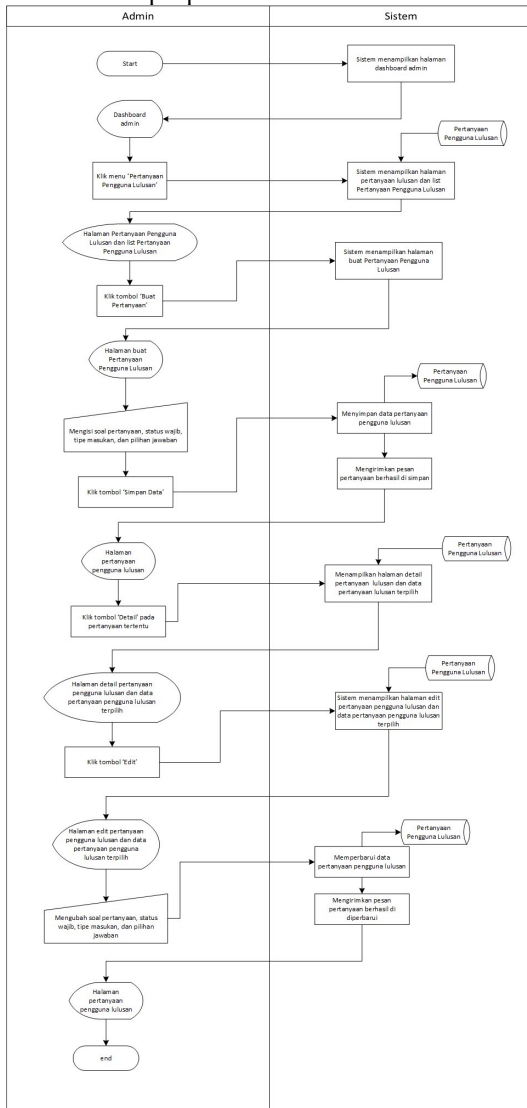 Admin
Sistem
Start
Sistem menampilkan halaman
dashboard admin
Dashboard
admin
Pertanyaan
Pengguna Lulusan
Klik menu ‘Pertanyaan
Pengguna Lulusan’
Sistem menampilkan halaman
pertanyaan lulusan dan list
Pertanyaan Pengguna Lulusan
Halaman Pertanyaan Pengguna
Lulusan dan list Pertanyaan
Pengguna Lulusan
Sistem menampilkan halaman
buat Pertanyaan Pengguna
Lulusan
Klik tombol ‘Buat
Pertanyaan’
Halaman buat
Pertanyaan
Pengguna Lulusan
Pertanyaan
Pengguna Lulusan
Mengisi soal pertanyaan, status wajib,
tipe masukan, dan pilihan jawaban
Menyimpan data pertanyaan
pengguna lulusan
Klik tombol ‘Simpan Data’
Mengirimkan pesan
pertanyaan berhasil di simpan
Halaman
pertanyaan
pengguna lulusan
Pertanyaan
Pengguna Lulusan
Klik tombol ‘Detail’ pada
pertanyaan tertentu
Menampilkan halaman detail
pertanyaan lulusan dan data
pertanyaan lulusan terpilih
Halaman detail pertanyaan
pengguna lulusan dan data
pertanyaan pengguna lulusan
terpilih
Pertanyaan
Pengguna Lulusan
Sistem menampilkan halaman edit
pertanyaan pengguna lulusan dan
data pertanyaan pengguna lulusan
terpilih
Klik tombol ‘Edit’
Halaman edit pertanyaan
pengguna lulusan dan data
pertanyaan pengguna
lulusan terpilih
Pertanyaan
Pengguna Lulusan
Memperbarui data
pertanyaan pengguna lulusan
Mengubah soal pertanyaan, status
wajib, tipe masukan, dan pilihan
jawaban
Mengirimkan pesan
pertanyaan berhasil di
diperbarui
Halaman
pertanyaan
pengguna lulusan
end